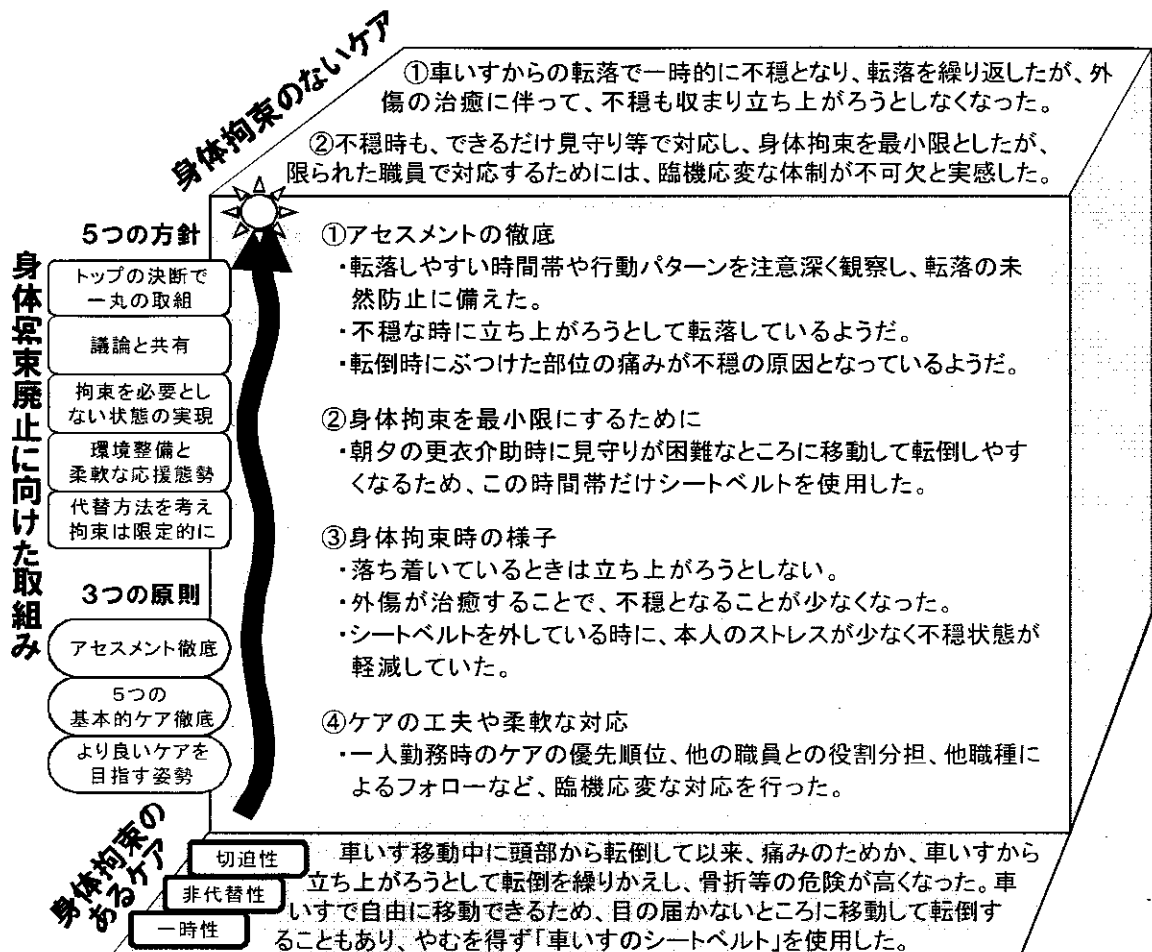 身体拘束のないケア
①車いすからの転落で一時的に不穏となり、転落を繰り返したが、外
傷の治癒に伴って、不穏も収まり立ち上がろうとしなくなった。
②不穏時も、できるだけ見守り等で対応し、身体拘束を最小限としたが、
限られた職員で対応するためには、臨機応変な体制が不可欠と実感した。
身体拘束廃止に向けた取組み
5つの方針
トップの決断で
一丸の取組
議論と共有
拘束を必要とし
ない状態の実現
環境整備と
柔軟な応援態勢
代替方法を考え
拘束は限定的に
3つの原則
アセスメント徹底
5つの
基本的ケア徹底
より良いケアを
目指す姿勢
①アセスメントの徹底
・転落しやすい時間帯や行動パターンを注意深く観察し、転落の未
然防止に備えた。
・不穏な時に立ち上がろうとして転落しているようだ。
・転倒時にぶつけた部位の痛みが不穏の原因となっているようだ。
②身体拘束を最小限にするために
・朝夕の更衣介助時に見守りが困難なところに移動して転倒しやす
くなるため、この時間帯だけシートベルトを使用した。
③身体拘束時の様子
・落ち着いているときは立ち上がろうとしない。
・外傷が治癒することで、不穏となることが少なくなった。
・シートベルトを外している時に、本人のストレスが少なく不穏状態が
軽減していた。
④ケアの工夫や柔軟な対応
・一人勤務時のケアの優先順位、他の職員との役割分担、他職種
によるフォローなど、臨機応変な対応を行った。
身体拘束の
あるケア
切迫性
非代替性
一時性
車いす移動中に頭部から転倒して以来、痛みのためか、車いすから
立ち上がろうとして転倒を繰りかえし、骨折等の危険が高くなった。車
いすで自由に移動できるため、目の届かないところに移動して転倒す
ることもあり、やむを得ず「車いすのシートベルト」を使用した。